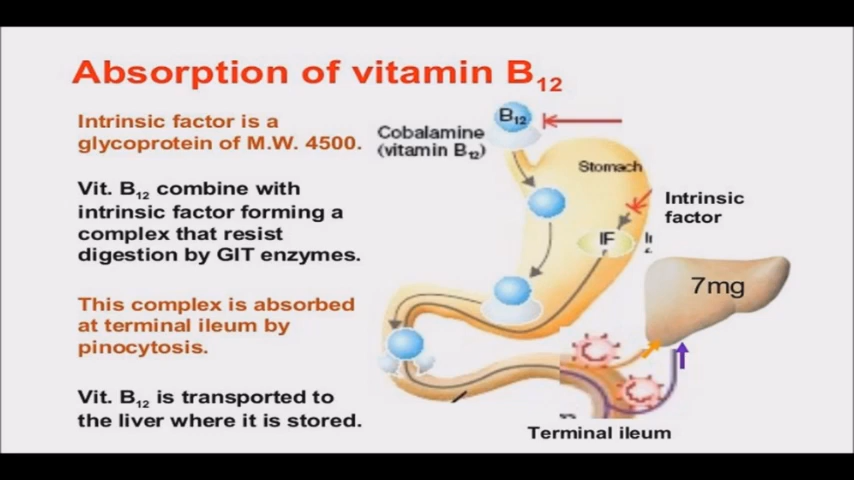 Absorption of vitamin B12
Intrinsic factor is a
glycoprotein of M.W. 4500.
Vit. B12 combine with
intrinsic factor forming a
complex that resist
digestion by GIT enzymes.
This complex is absorbed
at terminal ileum by
pinocytosis.
Vit. B12 is transported to
the liver where it is stored.
B12
Cobalamine
(vitamin B12)
Stomach
Intrinsic
factor
IF
7mg
Terminal ileum